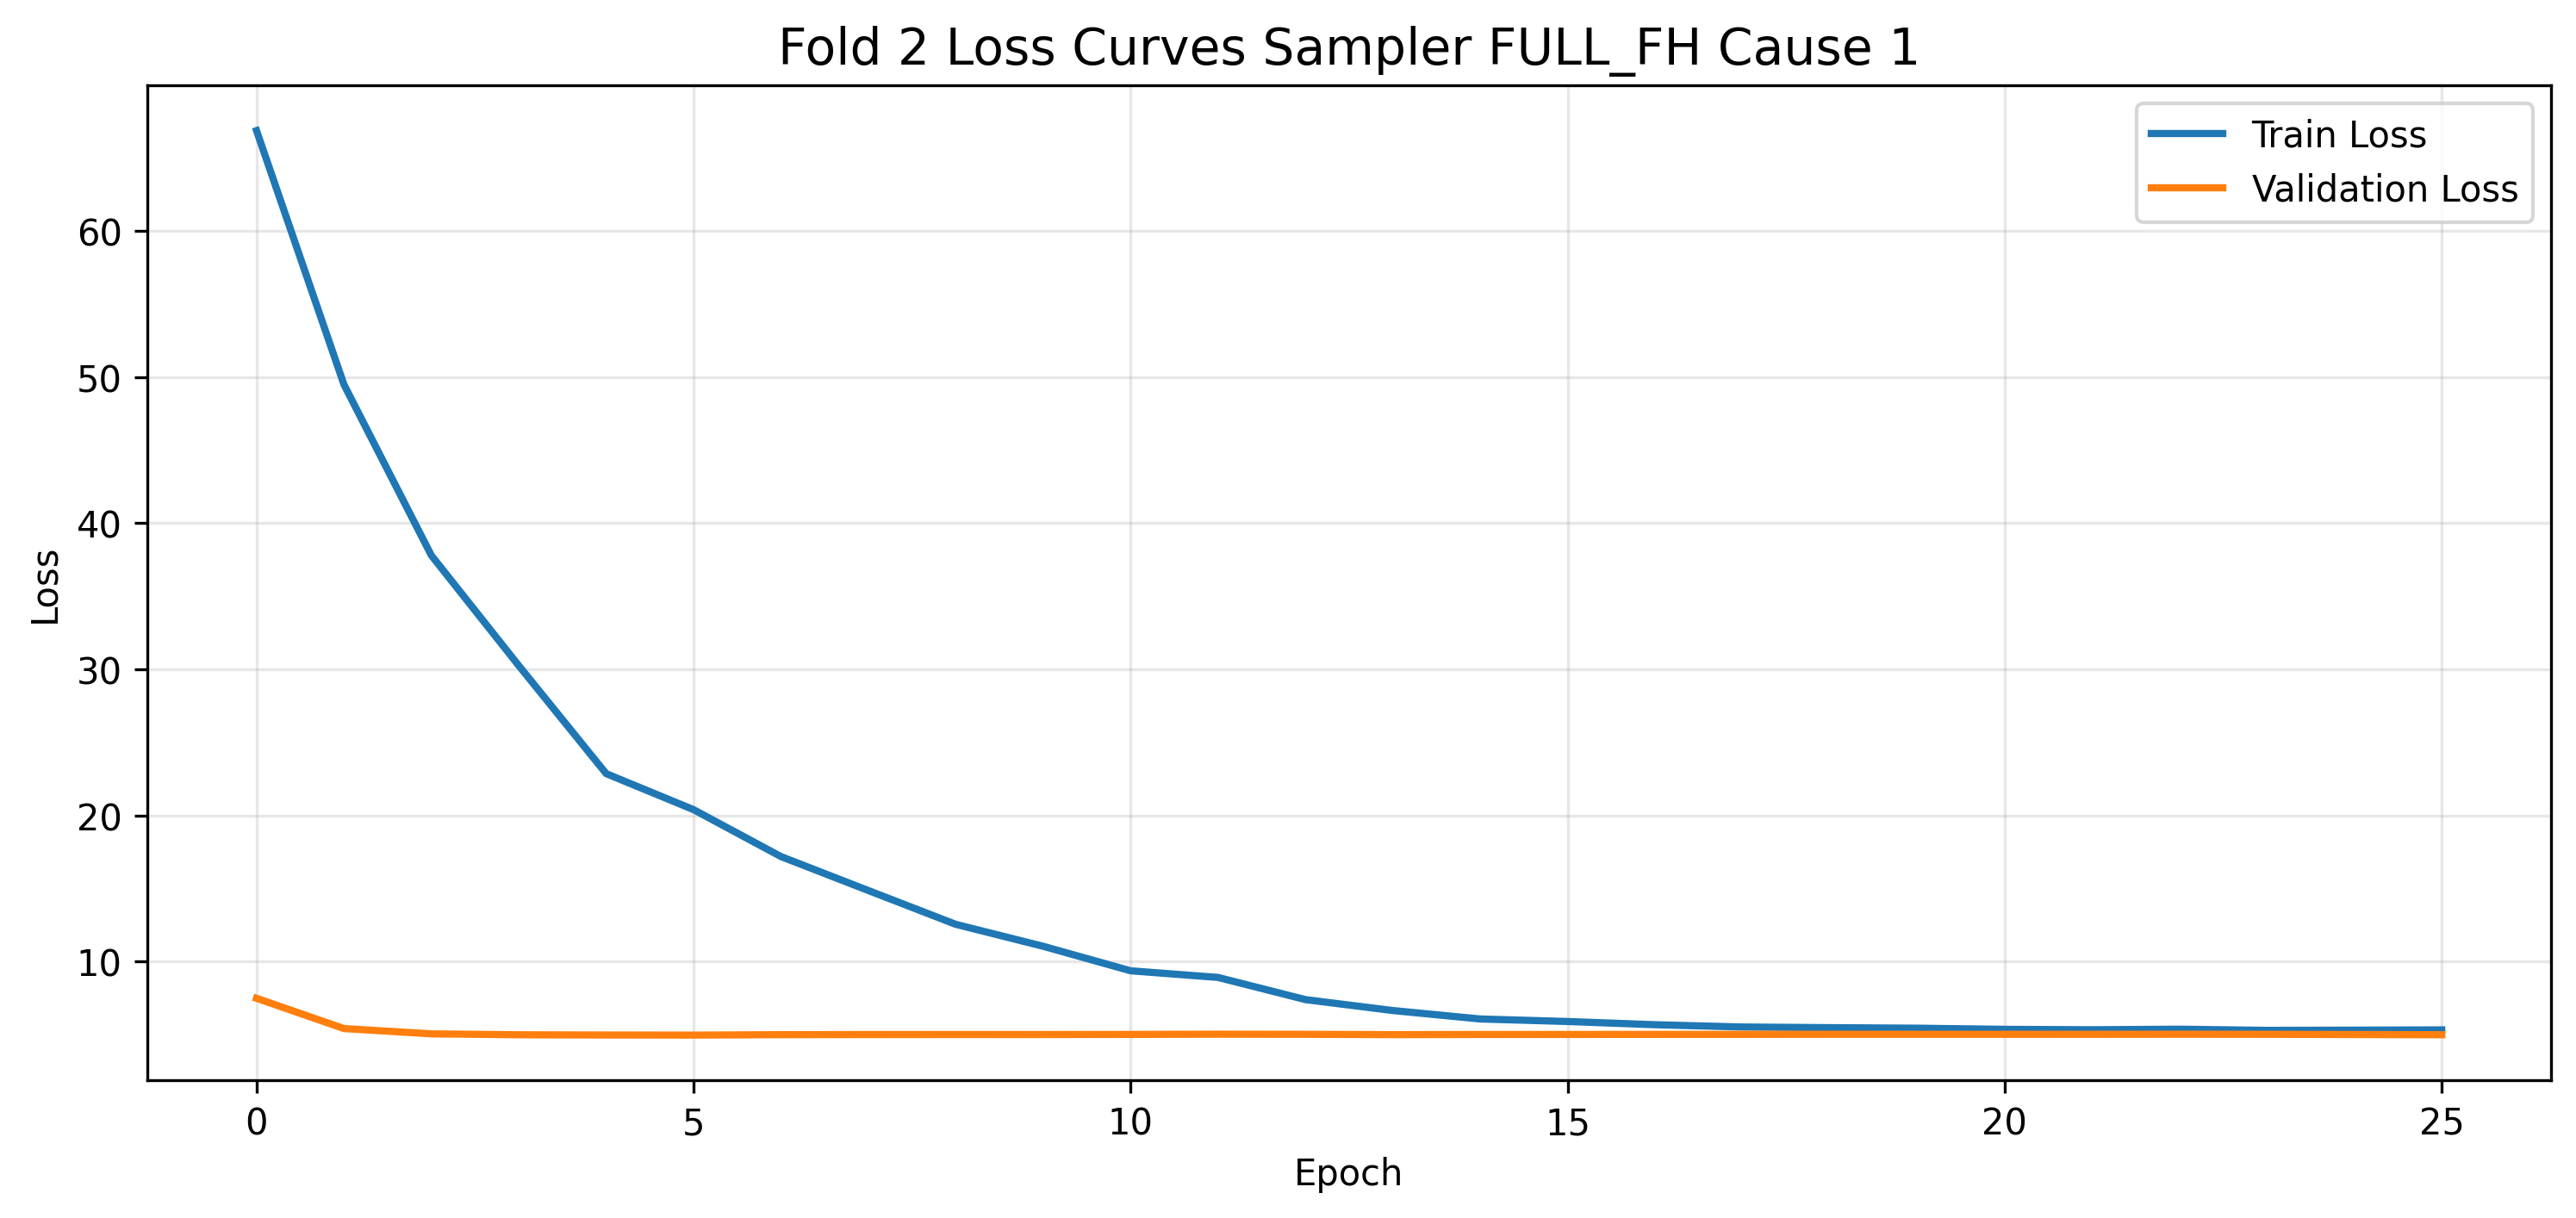 Fold 2 Loss Curves Sampler FULL_FH Cause 1
Train Loss
Validation Loss
Loss
60
50
40
30
20
10
0 5 10 15 20 25
Epoch